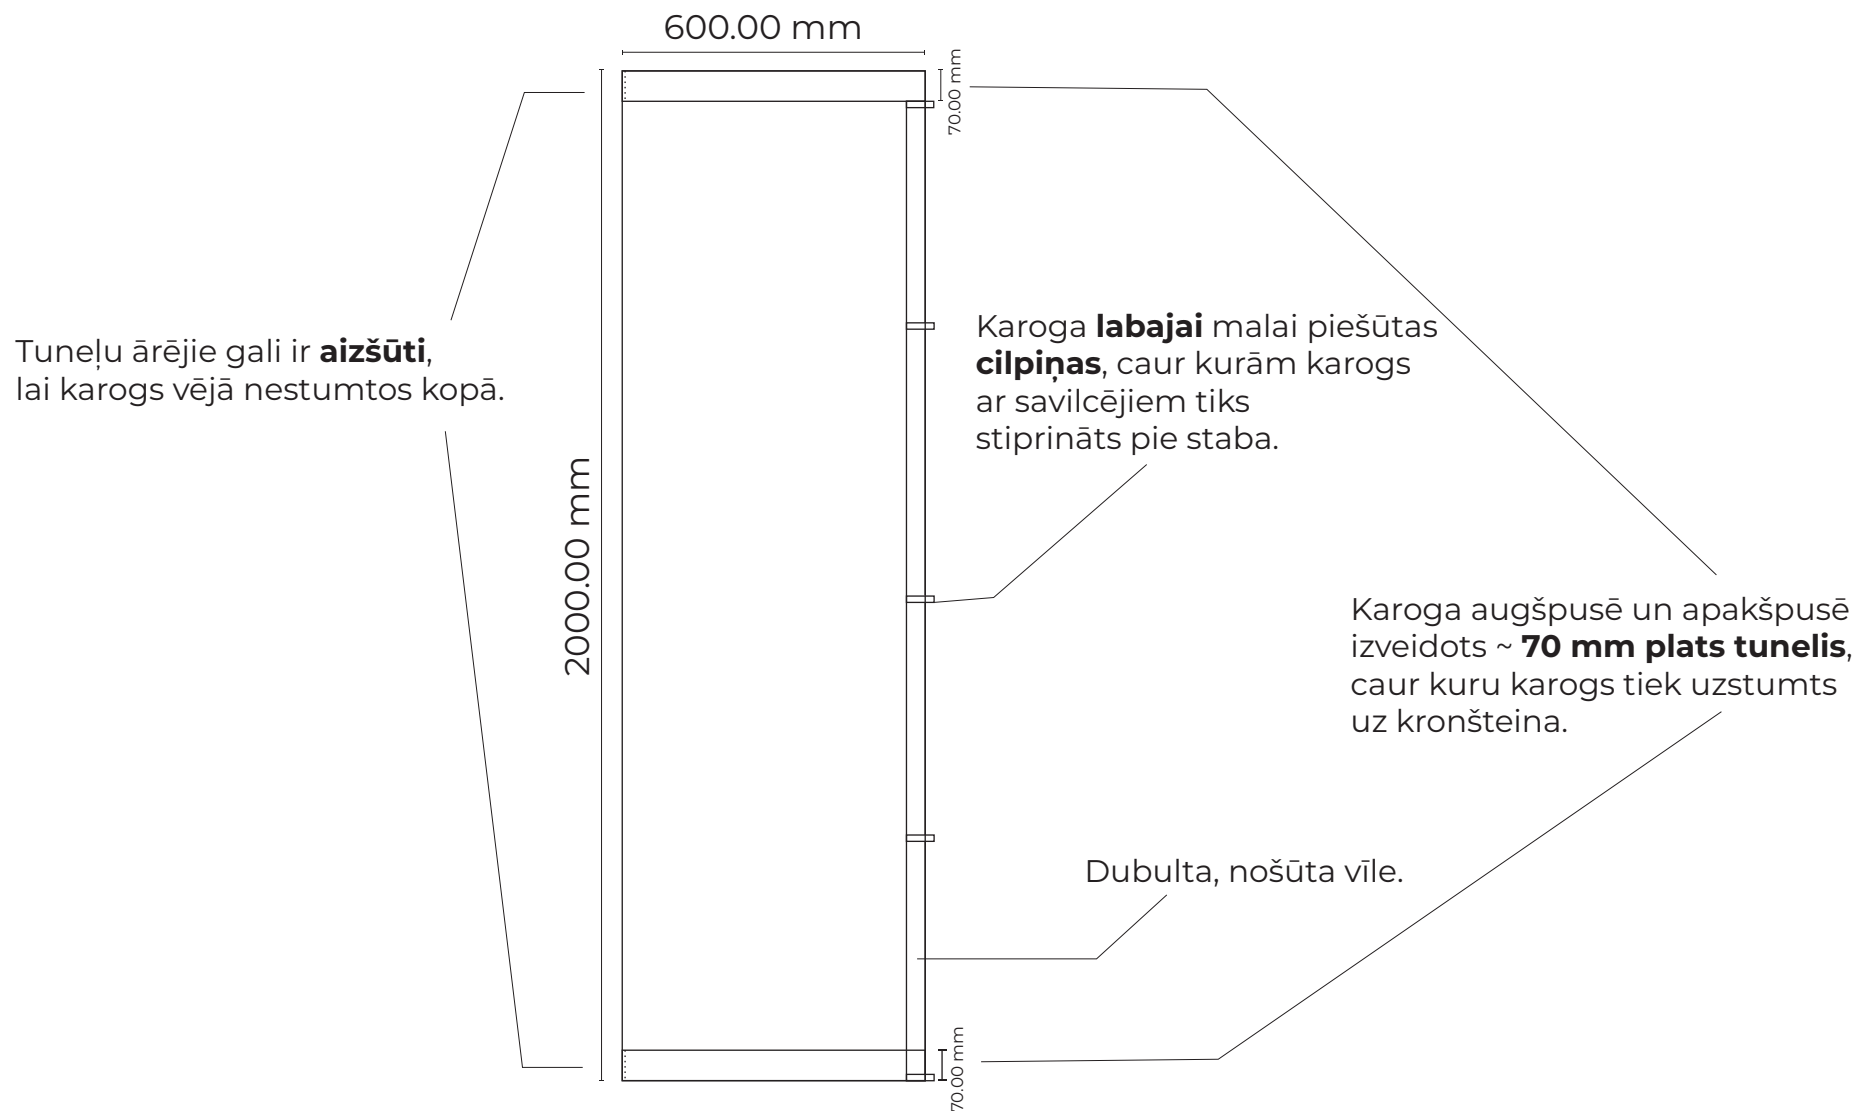 600.00 mm
70.00 mm
Tuneļu ārējie gali ir aizšūti,
lai karogs vējā nestumtos kopā.
2000.00 mm
Karoga labajai malai piešūtas
cilpiņas, caur kurām karogs
ar savilcējiem tiks
stiprināts pie staba.
Karoga augšpusē un apakšpusē
izveidots ~ 70 mm plats tunelis,
caur kuru karogs tiek uzstumts
uz kronšteina.
Dubulta, nošūta vīle.
70.00 mm